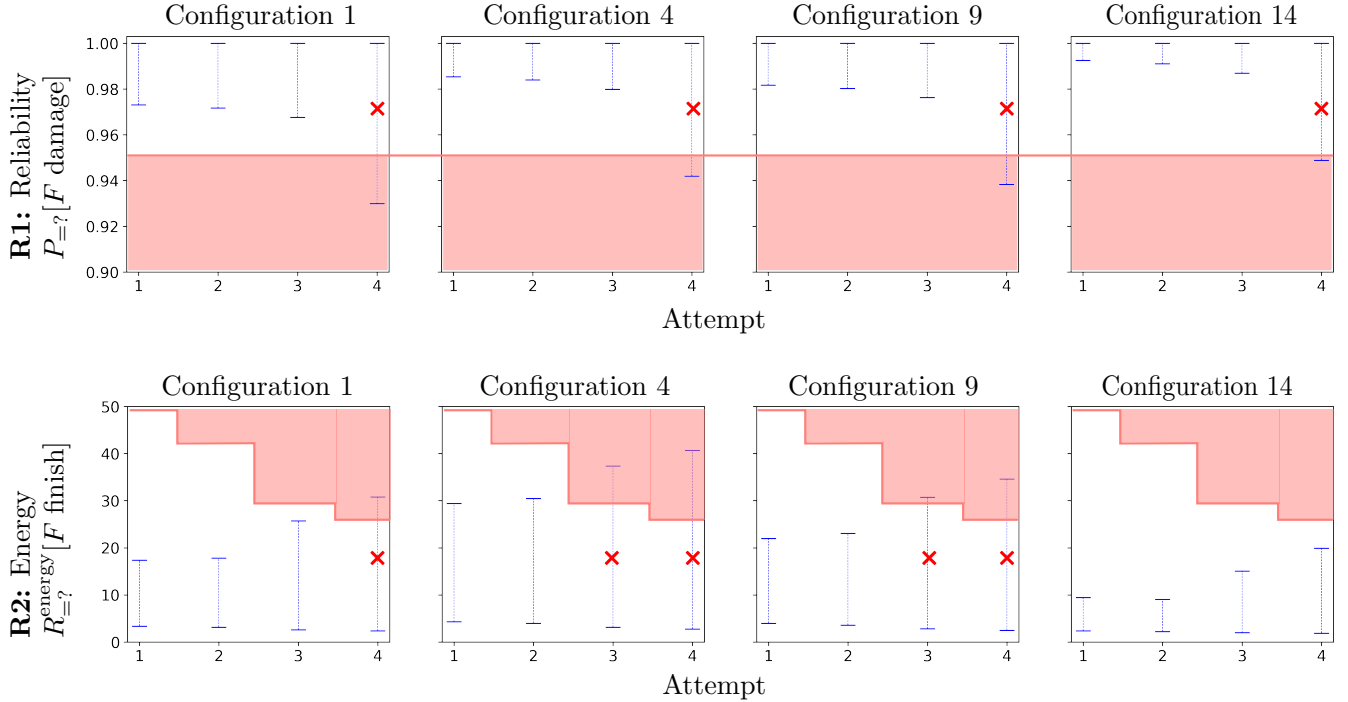 Configuration 1 Configuration 4 Configuration 9 Configuration 14
R1: Reliability
P=?[F damage]
1.00
0.98
0.96
0.94
0.92
0.90
1 2 3 4 1 2 3 4 1 2 3 4 1 2 3 4
Attempt
Configuration 1 Configuration 4 Configuration 9 Configuration 14
R2: Energy
R=?^energy[F finish]
50
40
30
20
10
0
1 2 3 4 1 2 3 4 1 2 3 4 1 2 3 4
Attempt